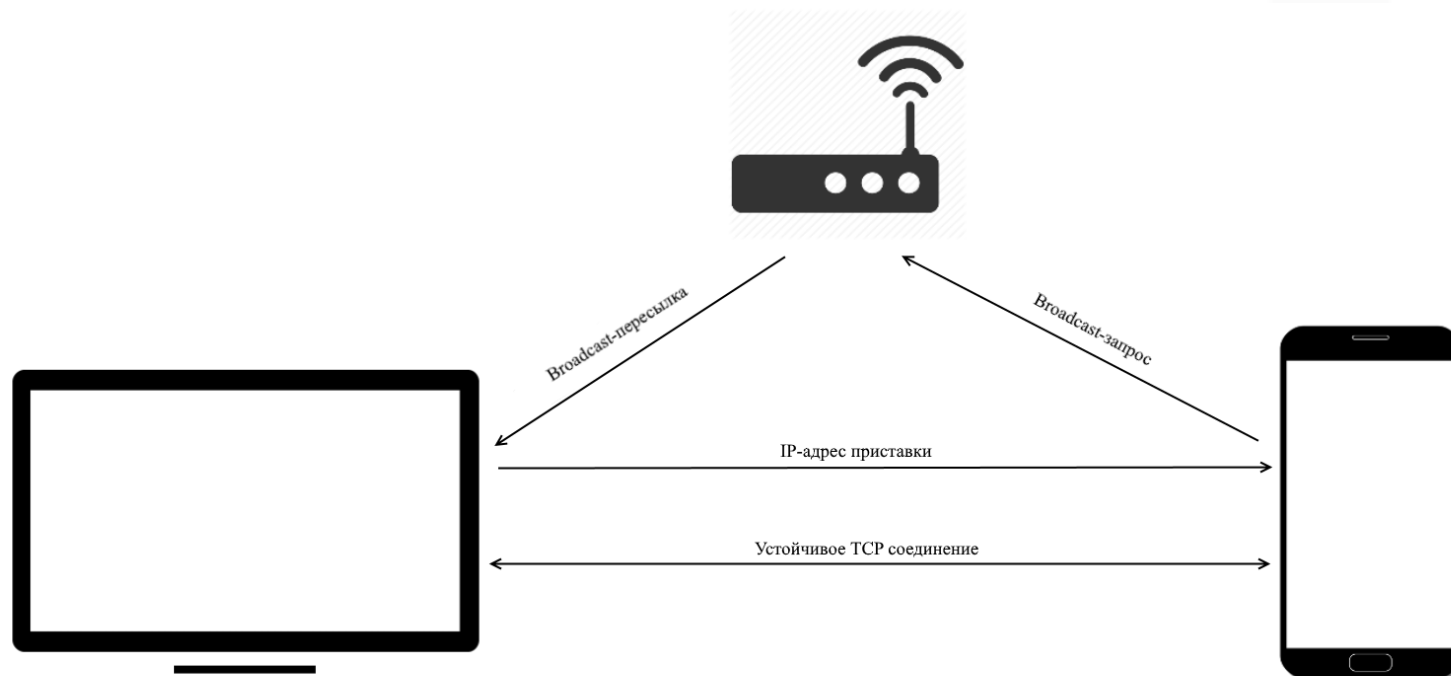 Broadcast-пересылка
Broadcast-запрос
IP-адрес приставки
Устойчивое TCP соединение